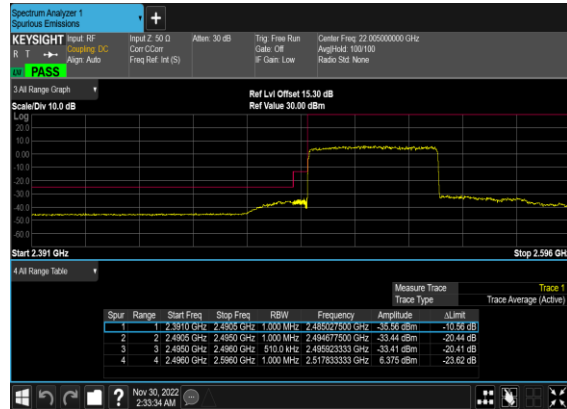 Spectrum Analyzer 1
Spurious Emissions
+
KEYSIGHT Input: RF Input Z: 50 Ω Atten: 30 dB Trig: Free Run Center Freq: 22.005000000 GHz
R T Coupling: DC Corr CCorr Gate: Off Avg|Hold: 100/100
Align: Auto Freq Ref: Int (S) IF Gain: Low Radio Std: None
PASS
3 All Range Graph
Ref Lvl Offset 15.30 dB
Scale/Div 10.0 dB Ref Value 30.00 dBm
Log
20.0
10.0
0.00
-10.0
-20.0
-30.0
-40.0
-50.0
-60.0
Start 2.391 GHz Stop 2.596 GHz
4 All Range Table
Measure Trace Trace 1
Trace Type Trace Average (Active)
Spur Range Start Freq Stop Freq RBW Frequency Amplitude ΔLimit
1 1 2.3910 GHz 2.4905 GHz 1.000 MHz 2.485027500 GHz -35.56 dBm -10.56 dB
2 2 2.4905 GHz 2.4950 GHz 1.000 MHz 2.494677500 GHz -33.44 dBm -20.44 dB
3 3 2.4950 GHz 2.4960 GHz 510.0 kHz 2.495923333 GHz -33.41 dBm -20.41 dB
4 4 2.4960 GHz 2.5960 GHz 1.000 MHz 2.517833333 GHz 6.375 dBm -23.62 dB
? Nov 30, 2022
2:33:34 AM